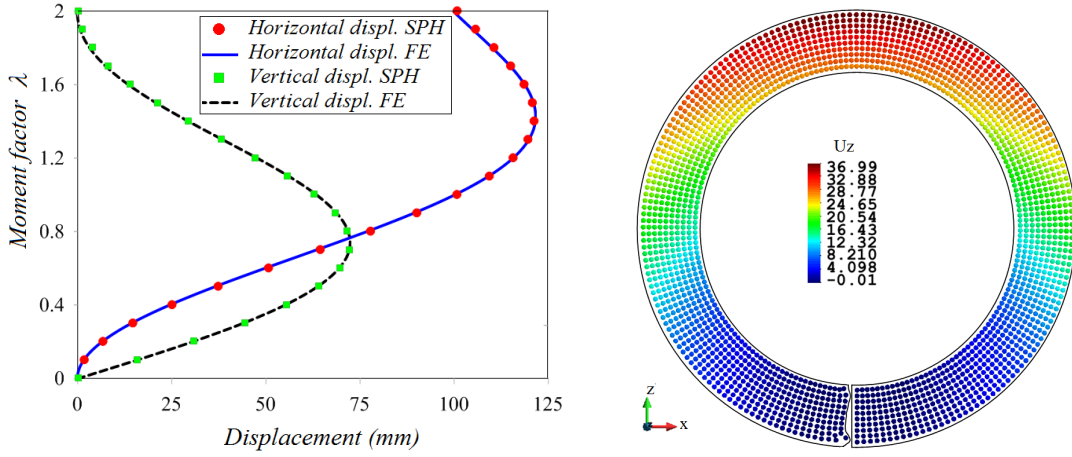 2
1.6
1.2
0.8
0.4
0
0
25
50
75
100
125
Moment factor λ
Displacement (mm)
Horizontal displ. SPH
Horizontal displ. FE
Vertical displ. SPH
Vertical displ. FE
Uz
36.99
32.88
28.77
24.65
20.54
16.43
12.32
8.210
4.098
-0.01
z
x